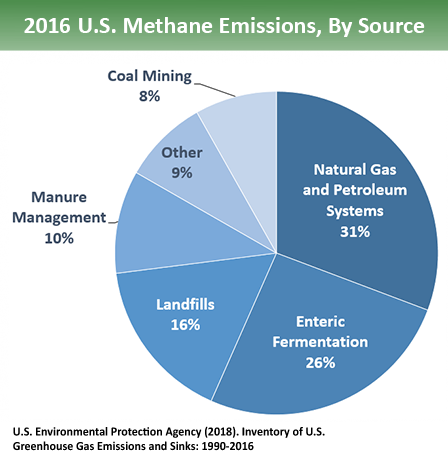 2016 U.S. Methane Emissions, By Source
Coal Mining
8%
Other
9%
Natural Gas
and Petroleum
Systems
31%
Manure
Management
10%
Landfills
16%
Enteric
Fermentation
26%
U.S. Environmental Protection Agency (2018). Inventory of U.S.
Greenhouse Gas Emissions and Sinks: 1990-2016